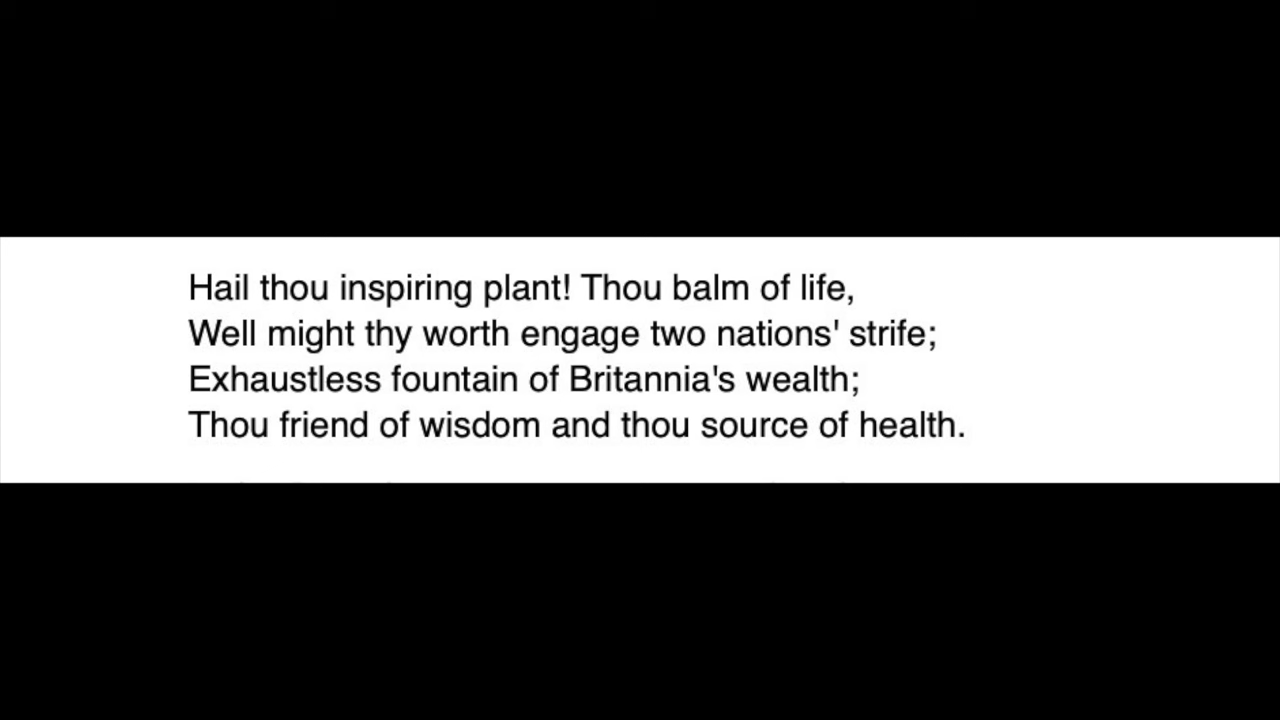 Hail thou inspiring plant! Thou balm of life,
Well might thy worth engage two nations' strife;
Exhaustless fountain of Britannia's wealth;
Thou friend of wisdom and thou source of health.